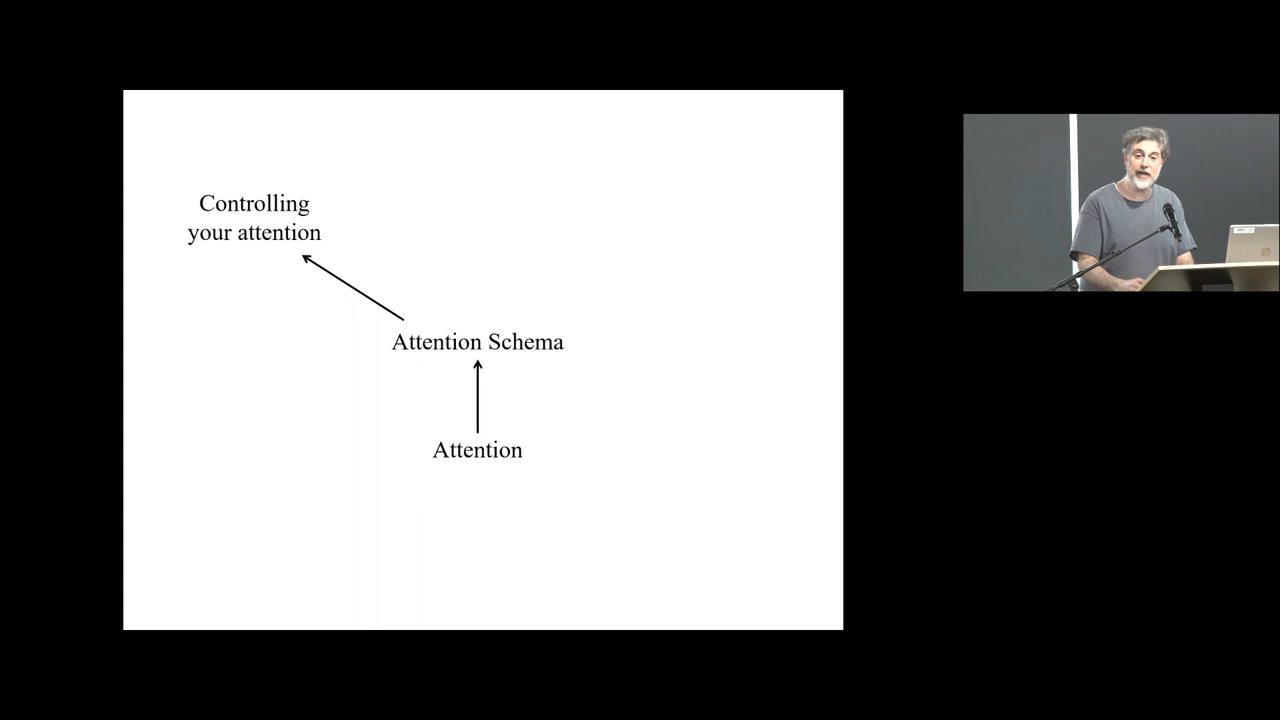 Controlling
your attention
Attention Schema
Attention